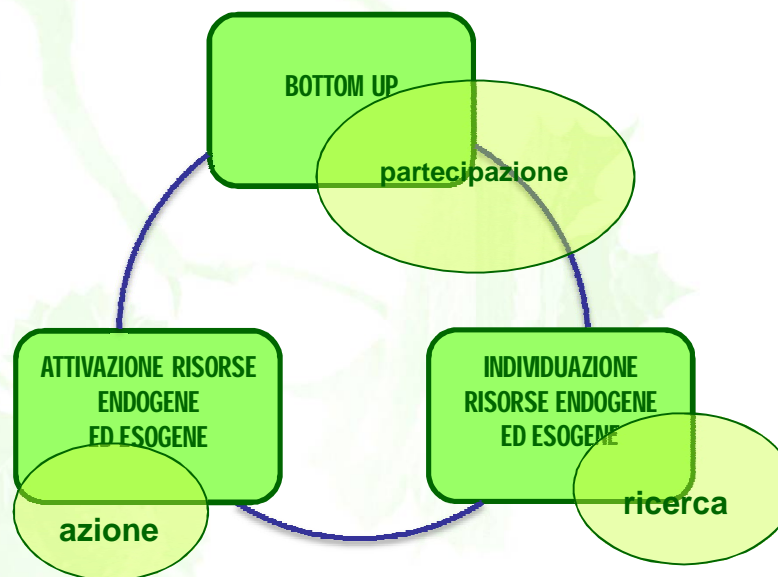 BOTTOM UP
partecipazione
ATTIVAZIONE RISORSE
ENDOGENE
ED ESOGENE
azione
INDIVIDUAZIONE
RISORSE ENDOGENE
ED ESOGENE
ricerca